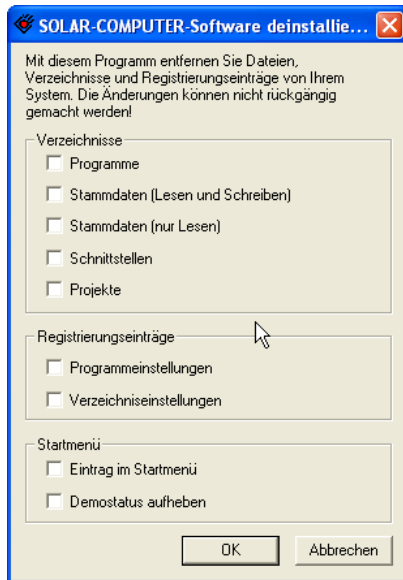 SOLAR-COMPUTER-Software deinstallie...
Mit diesem Programm entfernen Sie Dateien,
Verzeichnisse und Registrierungseinträge von Ihrem
System. Die Änderungen können nicht rückgängig
gemacht werden!
Verzeichnisse
Programme
Stammdaten (Lesen und Schreiben)
Stammdaten (nur Lesen)
Schnittstellen
Projekte
Registrierungseinträge
Programmeinstellungen
Verzeichniseinstellungen
Startmenü
Eintrag im Startmenü
Demostatus aufheben
OK Abbrechen